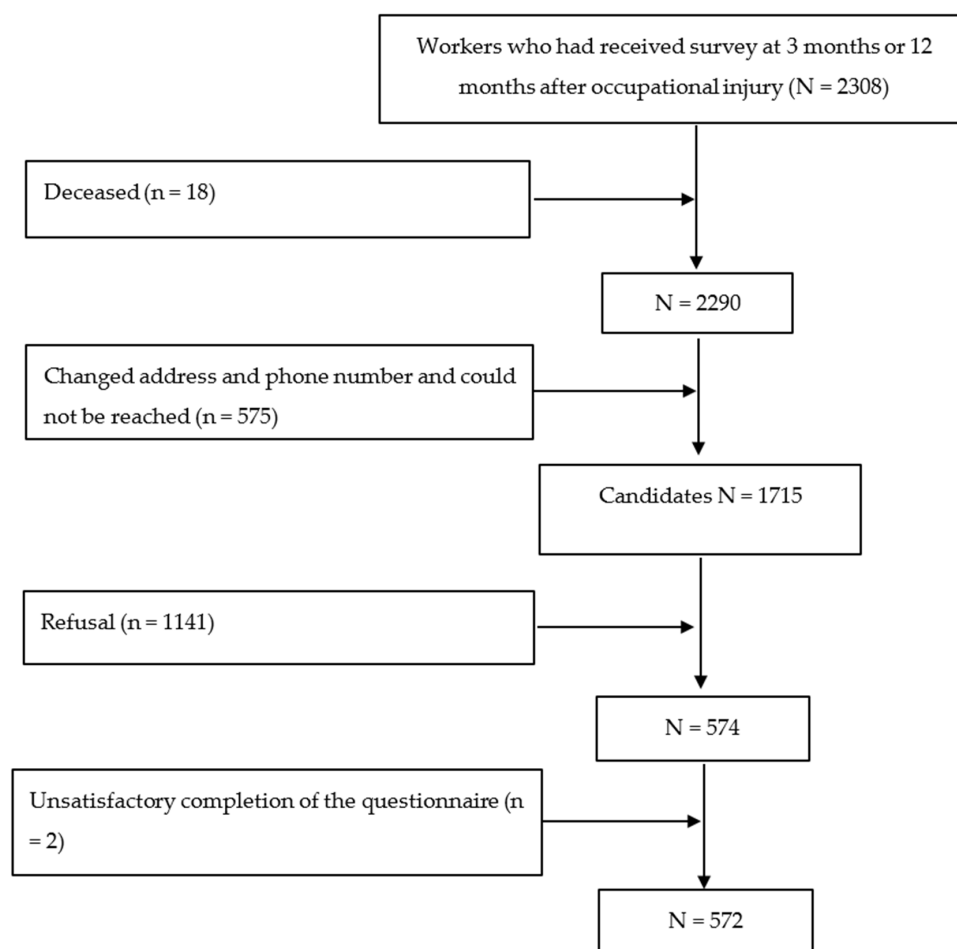 Workers who had received survey at 3 months or 12
months after occupational injury (N = 2308)
Deceased (n = 18)
N = 2290
Changed address and phone number and could
not be reached (n = 575)
Candidates N = 1715
Refusal (n = 1141)
N = 574
Unsatisfactory completion of the questionnaire (n
= 2)
N = 572